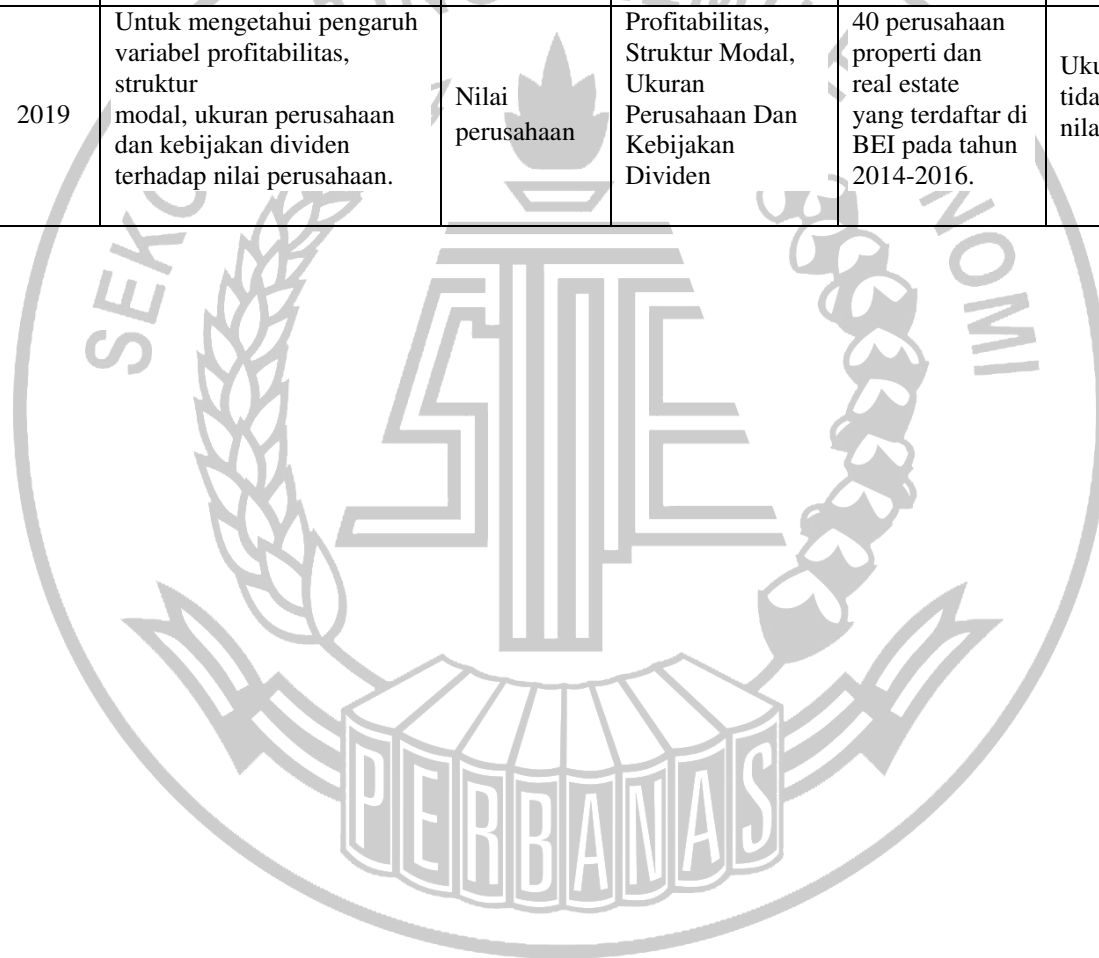 2019
Untuk mengetahui pengaruh
variabel profitabilitas,
struktur
modal, ukuran perusahaan
dan kebijakan dividen
terhadap nilai perusahaan.
Nilai
perusahaan
Profitabilitas,
Struktur Modal,
Ukuran
Perusahaan Dan
Kebijakan
Dividen
40 perusahaan
properti dan
real estate
yang terdaftar di
BEI pada tahun
2014-2016.
PERBANAS